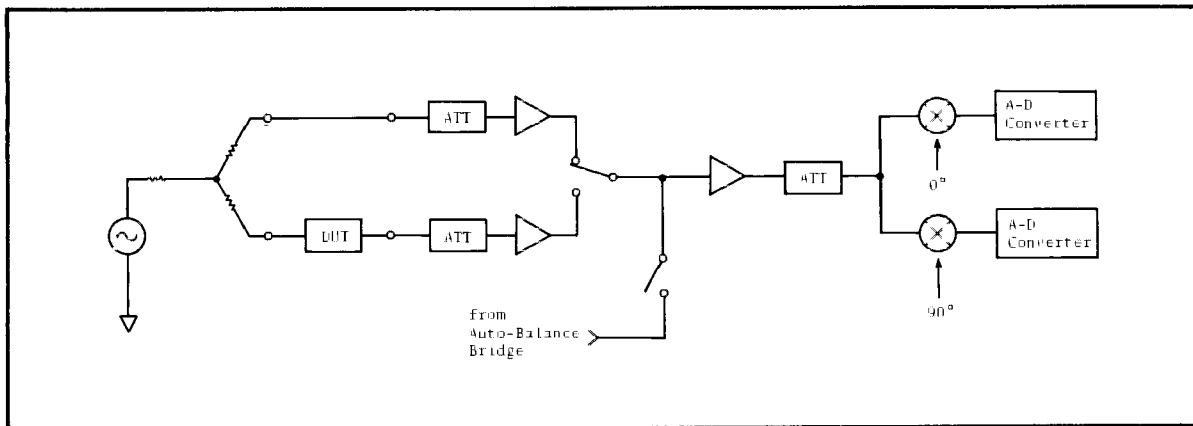 ATT
A-D
Converter
0°
DUT
ATT
ATT
A-D
Converter
90°
from
Auto-Balance
Bridge